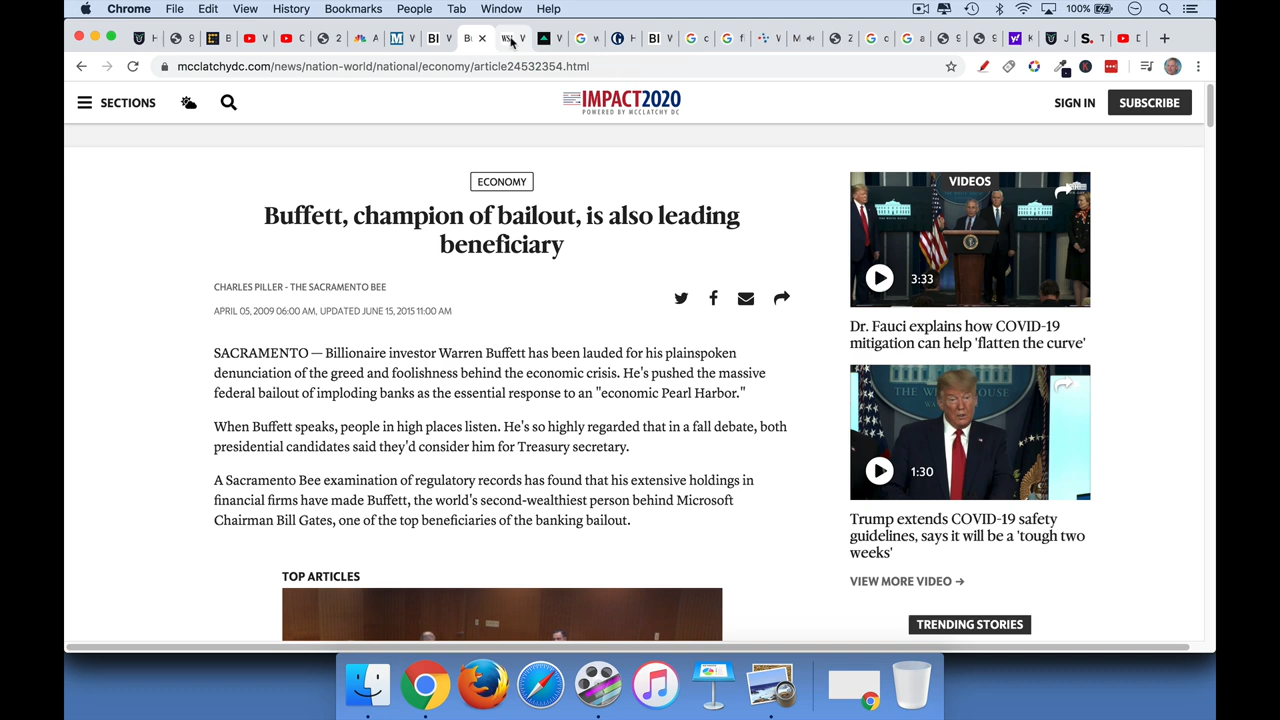 Chrome File Edit View History Bookmarks People Tab Window Help 100%
mcclatchydc.com/news/nation-world/national/economy/article24532354.html
SECTIONS
IMPACT2020
POWERED BY MCCLATCHY DC
SIGN IN
SUBSCRIBE
ECONOMY
Buffett, champion of bailout, is also leading
beneficiary
CHARLES PILLER - THE SACRAMENTO BEE
APRIL 05, 2009 06:00 AM, UPDATED JUNE 15, 2015 11:00 AM
SACRAMENTO — Billionaire investor Warren Buffett has been lauded for his plainspoken
denunciation of the greed and foolishness behind the economic crisis. He's pushed the massive
federal bailout of imploding banks as the essential response to an "economic Pearl Harbor."
When Buffett speaks, people in high places listen. He's so highly regarded that in a fall debate, both
presidential candidates said they'd consider him for Treasury secretary.
A Sacramento Bee examination of regulatory records has found that his extensive holdings in
financial firms have made Buffett, the world's second-wealthiest person behind Microsoft
Chairman Bill Gates, one of the top beneficiaries of the banking bailout.
TOP ARTICLES
VIDEOS
3:33
Dr. Fauci explains how COVID-19
mitigation can help 'flatten the curve'
1:30
Trump extends COVID-19 safety
guidelines, says it will be a 'tough two
weeks'
VIEW MORE VIDEO →
TRENDING STORIES